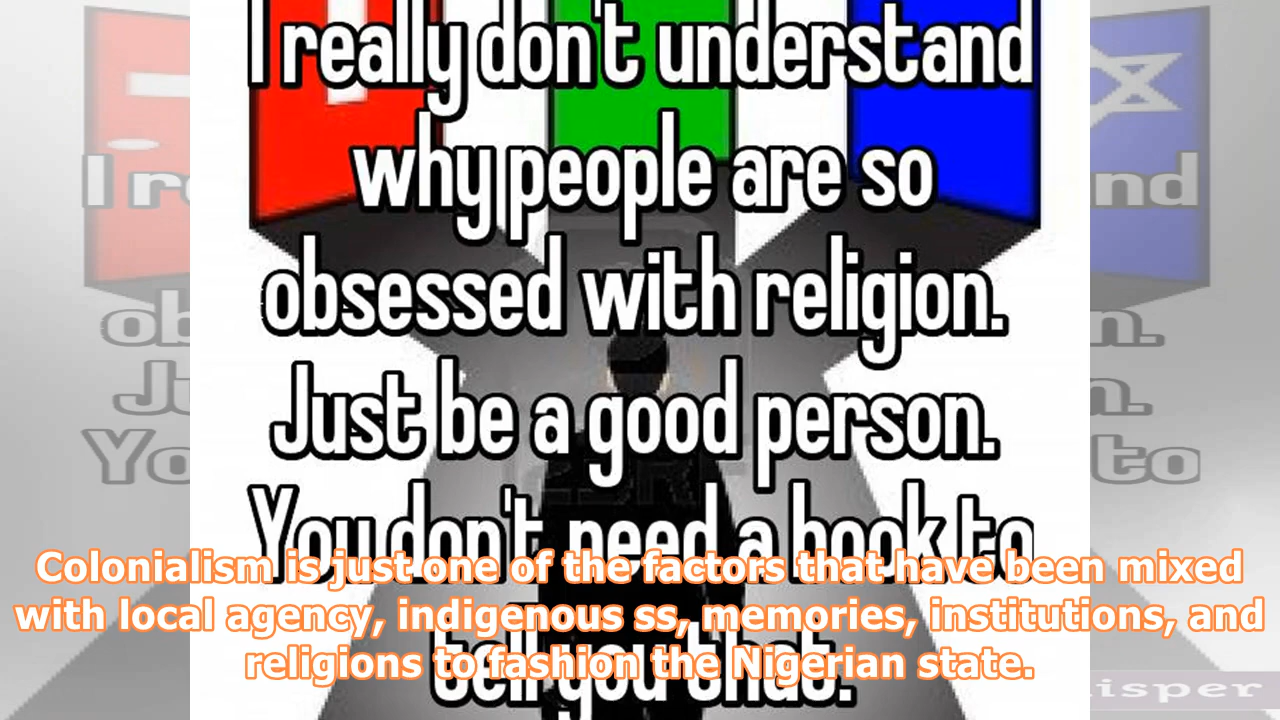 I really don't understand
why people are so
obsessed with religion.
Just be a good person.
You don't need a book to
tell you that.
Colonialism is just one of the factors that have been mixed
with local agency, indigenous ss, memories, institutions, and
religions to fashion the Nigerian state.